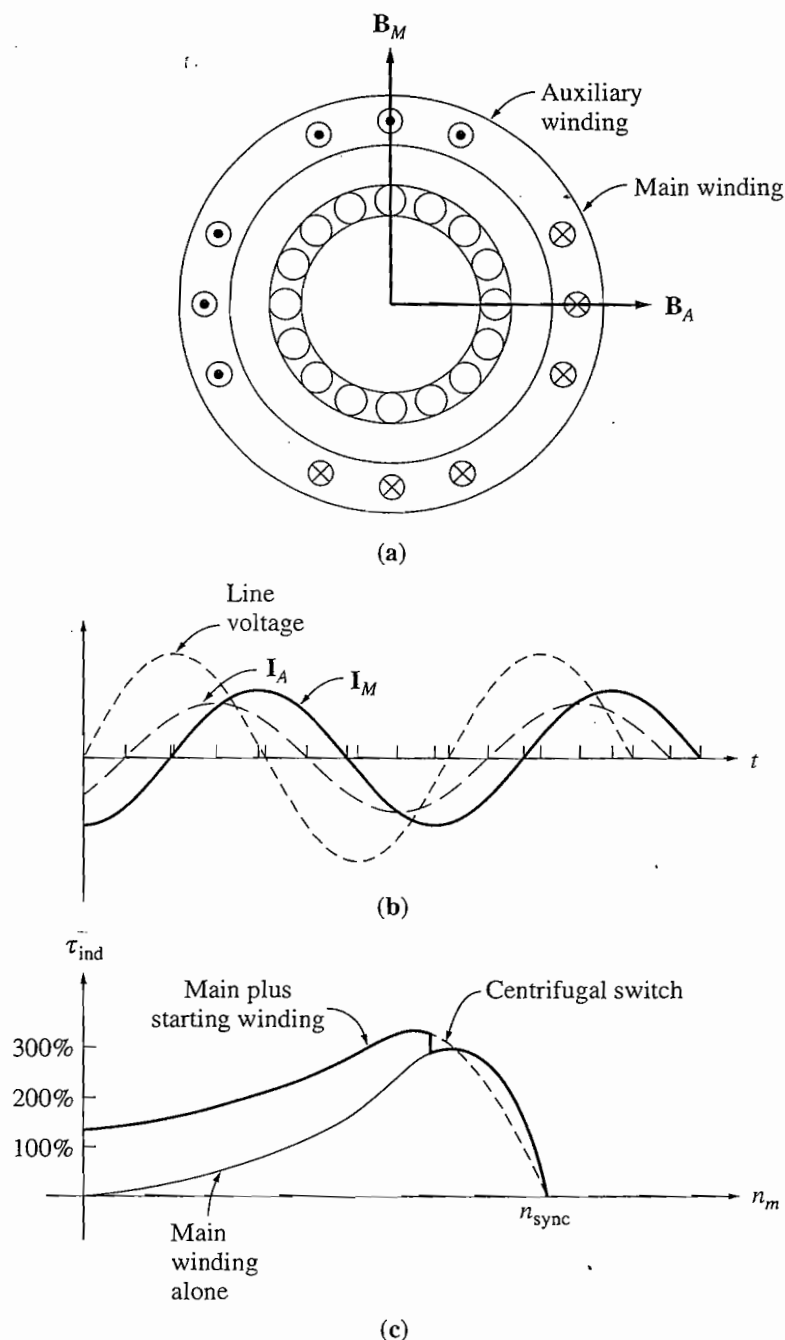 B_M
Auxiliary
winding
Main winding
B_A
(a)
Line
voltage
I_A
I_M
t
(b)
τ_ind
Main plus
starting winding
Centrifugal switch
300%
200%
100%
n_m
n_sync
Main
winding
alone
(c)